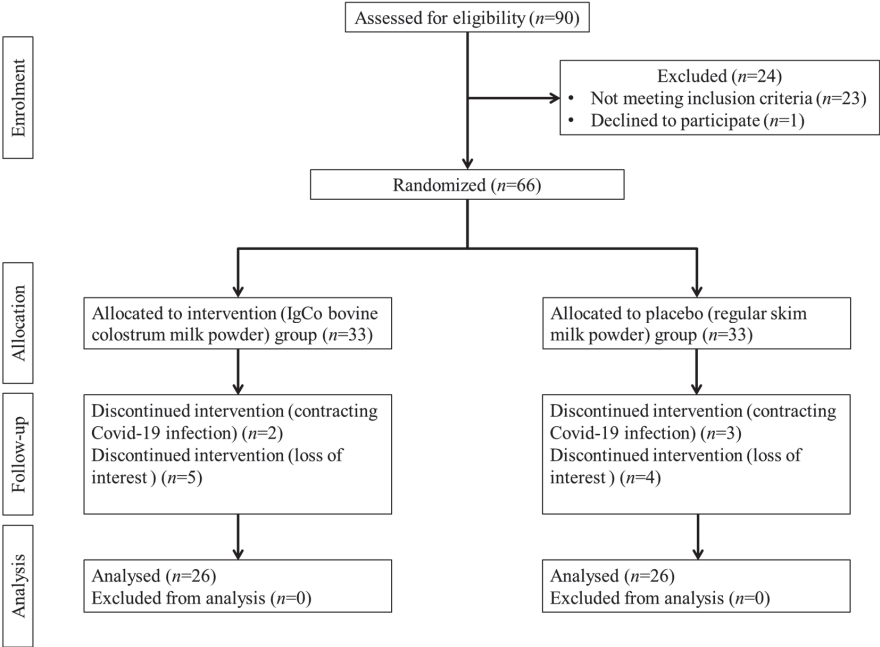 Assessed for eligibility (n=90)
Enrolment
Excluded (n=24)
• Not meeting inclusion criteria (n=23)
• Declined to participate (n=1)
Randomized (n=66)
Allocation
Allocated to intervention (IgCo bovine
colostrum milk powder) group (n=33)
Allocated to placebo (regular skim
milk powder) group (n=33)
Follow-up
Discontinued intervention (contracting
Covid-19 infection) (n=2)
Discontinued intervention (loss of
interest ) (n=5)
Discontinued intervention (contracting
Covid-19 infection) (n=3)
Discontinued intervention (loss of
interest ) (n=4)
Analysis
Analysed (n=26)
Excluded from analysis (n=0)
Analysed (n=26)
Excluded from analysis (n=0)